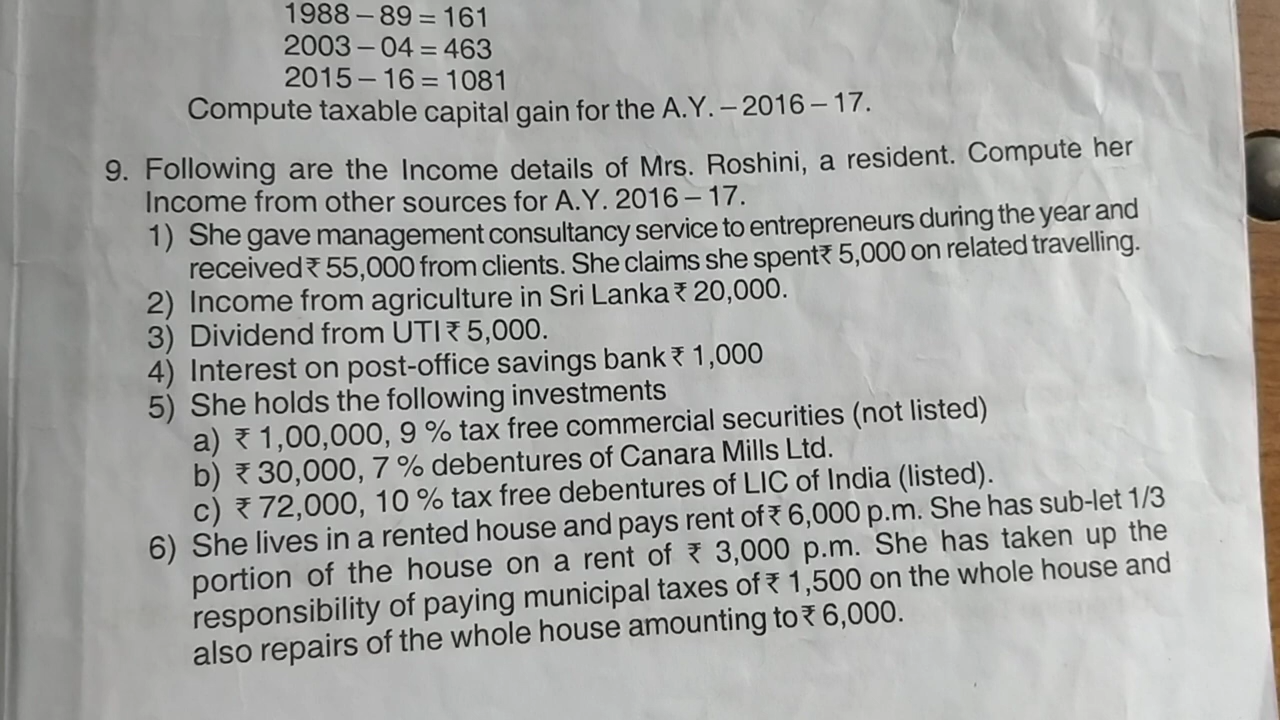 1988 – 89 = 161
2003 – 04 = 463
2015 – 16 = 1081
Compute taxable capital gain for the A.Y. – 2016 – 17.
9. Following are the Income details of Mrs. Roshini, a resident. Compute her
Income from other sources for A.Y. 2016 – 17.
1) She gave management consultancy service to entrepreneurs during the year and
received ₹ 55,000 from clients. She claims she spent ₹ 5,000 on related travelling.
2) Income from agriculture in Sri Lanka ₹ 20,000.
3) Dividend from UTI ₹ 5,000.
4) Interest on post-office savings bank ₹ 1,000
5) She holds the following investments
a) ₹ 1,00,000, 9 % tax free commercial securities (not listed)
b) ₹ 30,000, 7 % debentures of Canara Mills Ltd.
c) ₹ 72,000, 10 % tax free debentures of LIC of India (listed).
6) She lives in a rented house and pays rent of ₹ 6,000 p.m. She has sub-let 1/3
portion of the house on a rent of ₹ 3,000 p.m. She has taken up the
responsibility of paying municipal taxes of ₹ 1,500 on the whole house and
also repairs of the whole house amounting to ₹ 6,000.